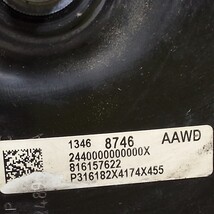 1346 8746 AAWD
2440000000000X
816157622
P316182X4174X455